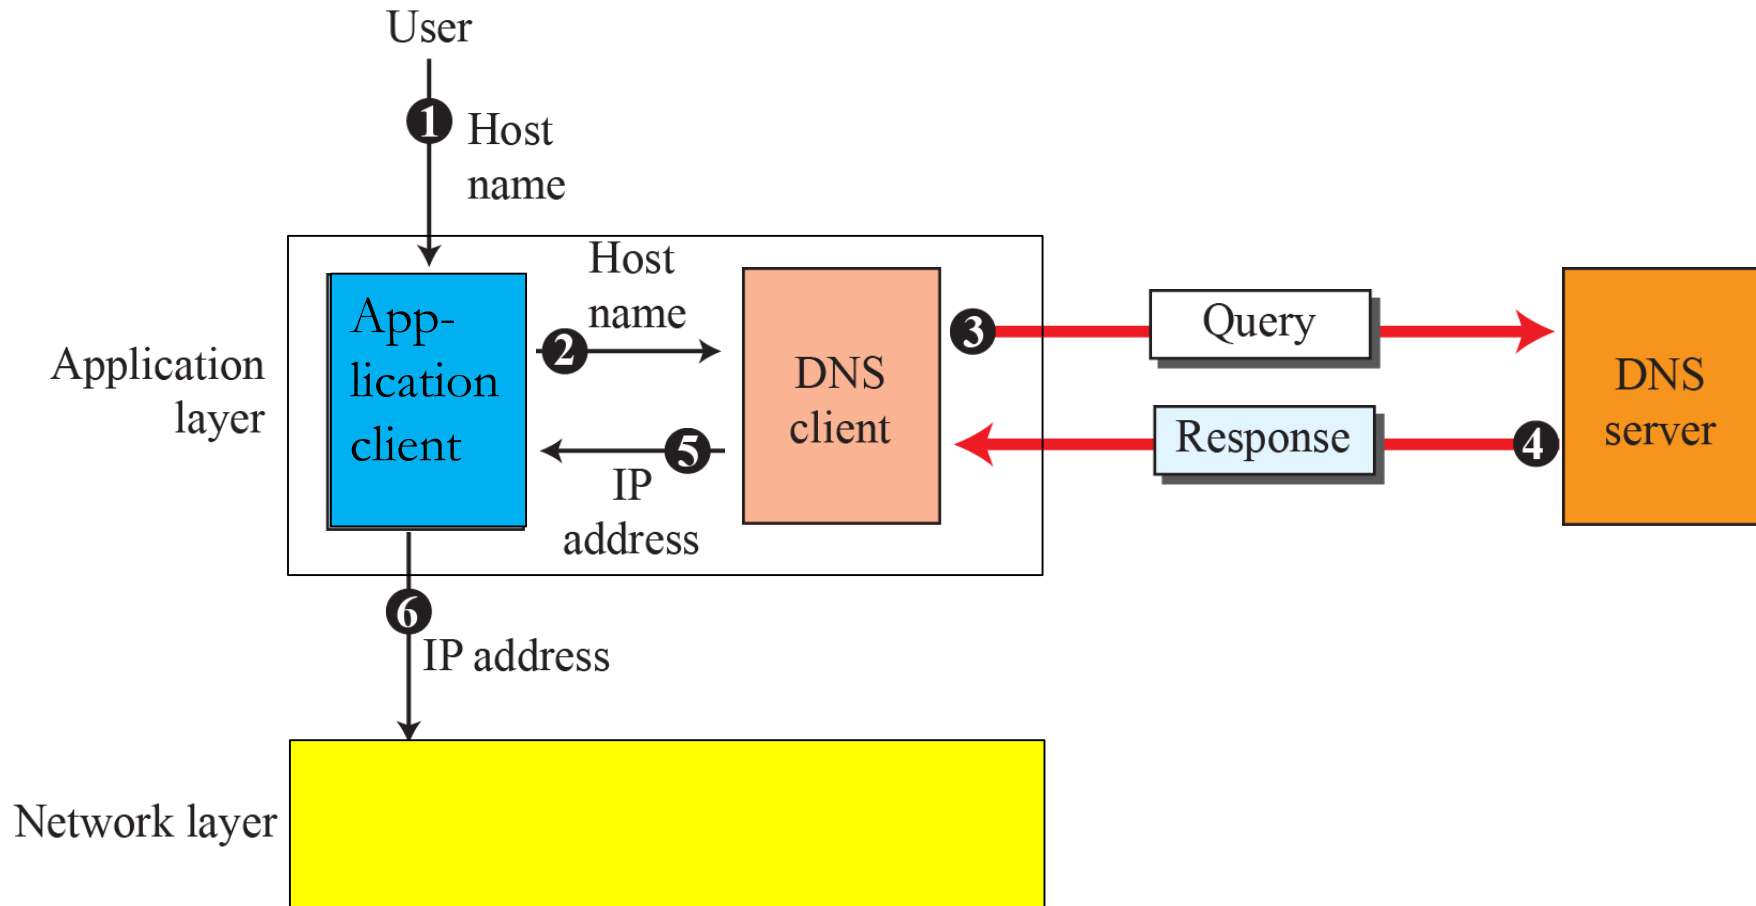 User
1
Host
name
Host
name
2
App-
lication
client
Application
layer
DNS
client
5
IP
address
3
Query
Response
4
DNS
server
6
IP address
Network layer